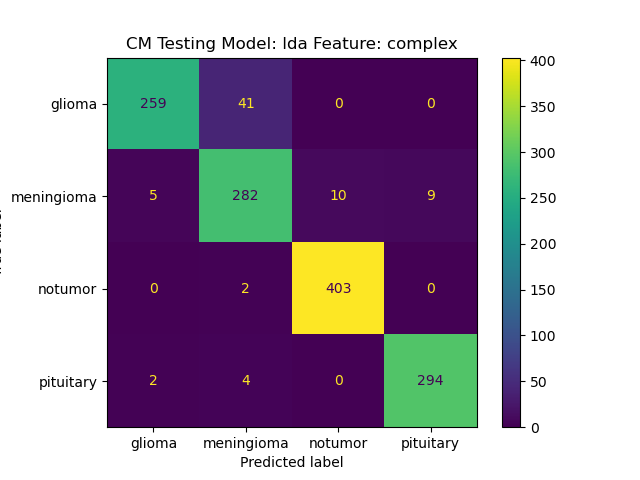 CM Testing Model: lda Feature: complex
glioma 259 41 0 0
meningioma 5 282 10 9
notumor 0 2 403 0
pituitary 2 4 0 294
glioma meningioma notumor pituitary
Predicted label
400
350
300
250
200
150
100
50
0